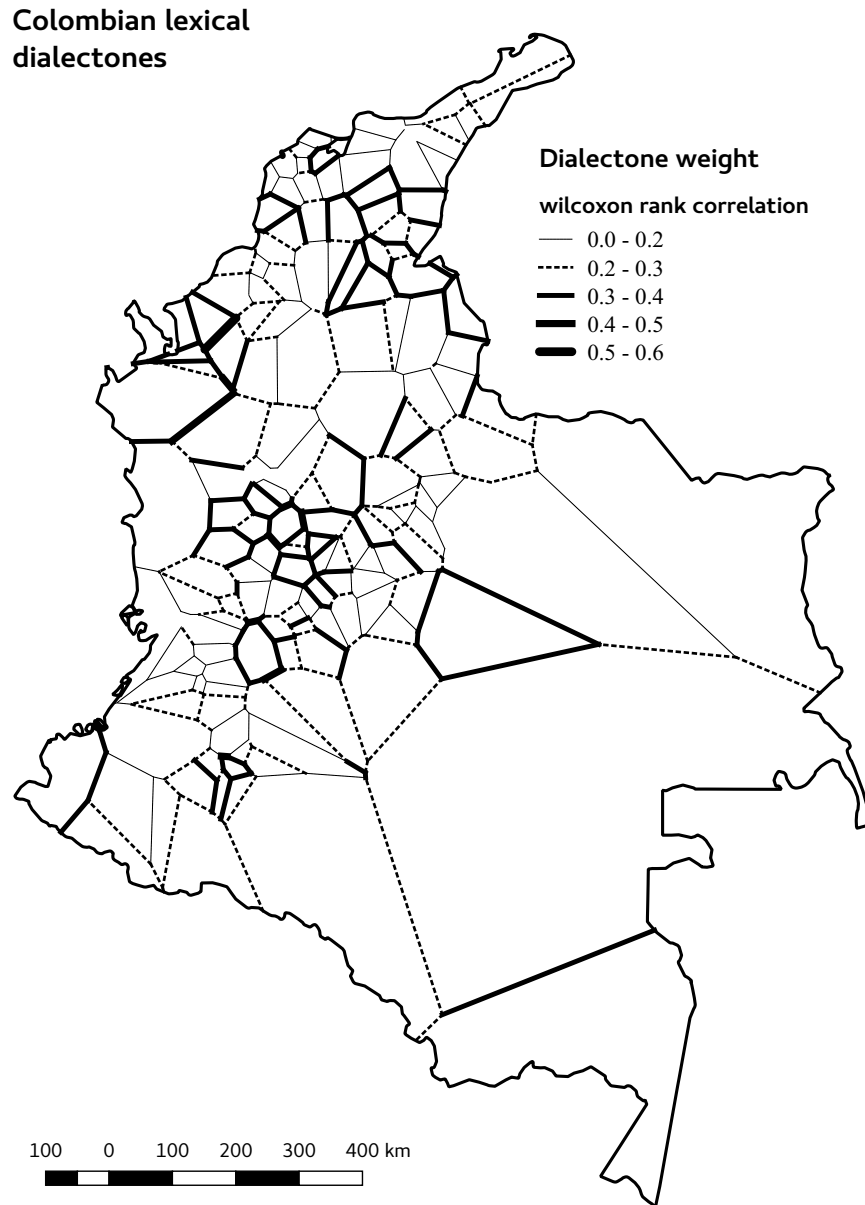 Colombian lexical
dialectones
Dialectone weight
wilcoxon rank correlation
0.0 - 0.2
0.2 - 0.3
0.3 - 0.4
0.4 - 0.5
0.5 - 0.6
100 0 100 200 300 400 km